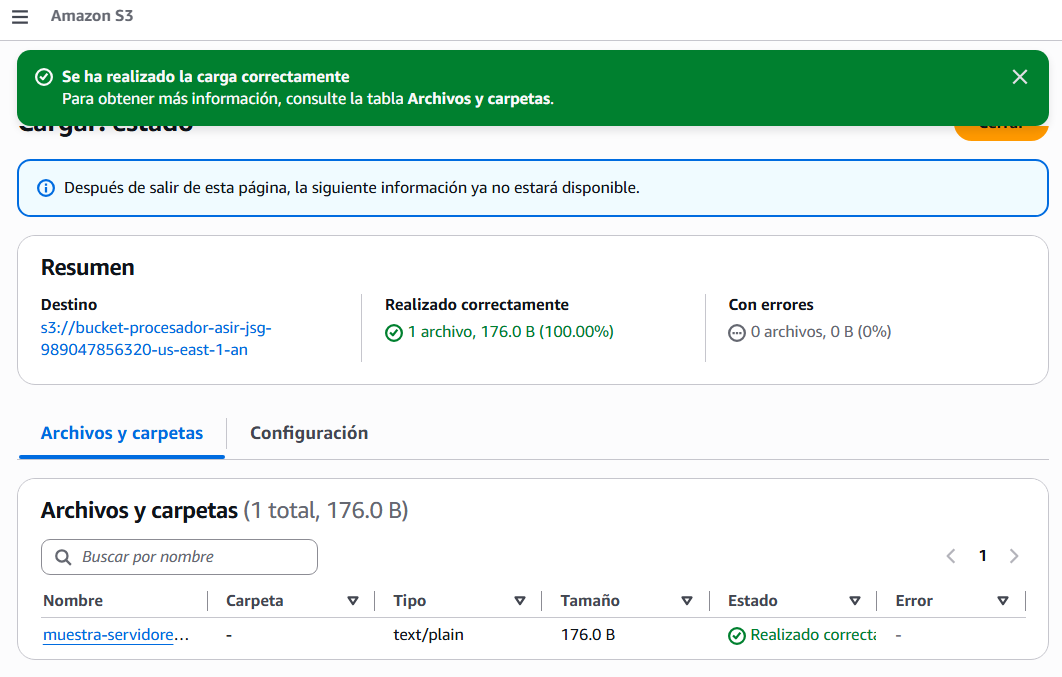 Amazon S3
Se ha realizado la carga correctamente
Para obtener más información, consulte la tabla Archivos y carpetas.
Cargar: estado
Cerrar
Después de salir de esta página, la siguiente información ya no estará disponible.
Resumen
Destino
s3://bucket-procesador-asir-jsg-
989047856320-us-east-1-an
Realizado correctamente
1 archivo, 176.0 B (100.00%)
Con errores
0 archivos, 0 B (0%)
Archivos y carpetas
Configuración
Archivos y carpetas (1 total, 176.0 B)
Buscar por nombre
1
Nombre Carpeta Tipo Tamaño Estado Error
muestra-servidore... - text/plain 176.0 B Realizado correcta -